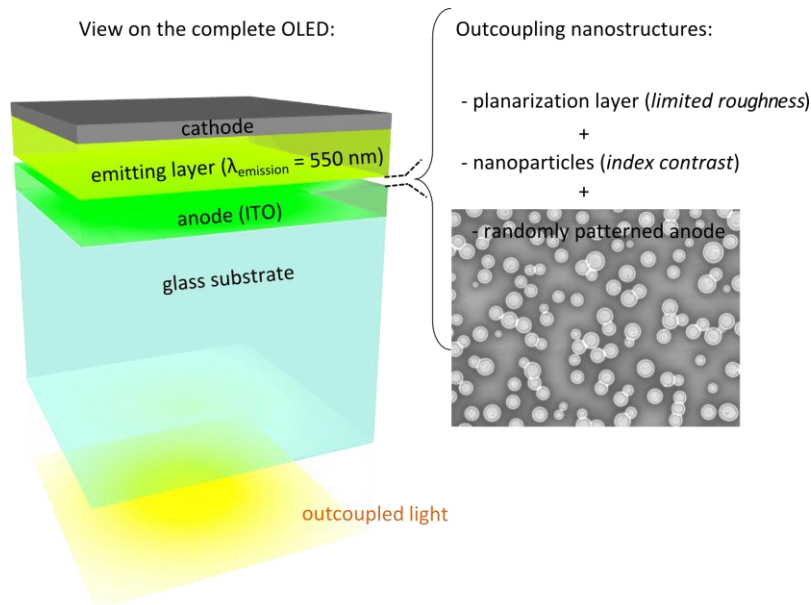 View on the complete OLED:
cathode
emitting layer (λemission = 550 nm)
anode (ITO)
glass substrate
outcoupled light
Outcoupling nanostructures:
- planarization layer (limited roughness)
+
- nanoparticles (index contrast)
+
- randomly patterned anode